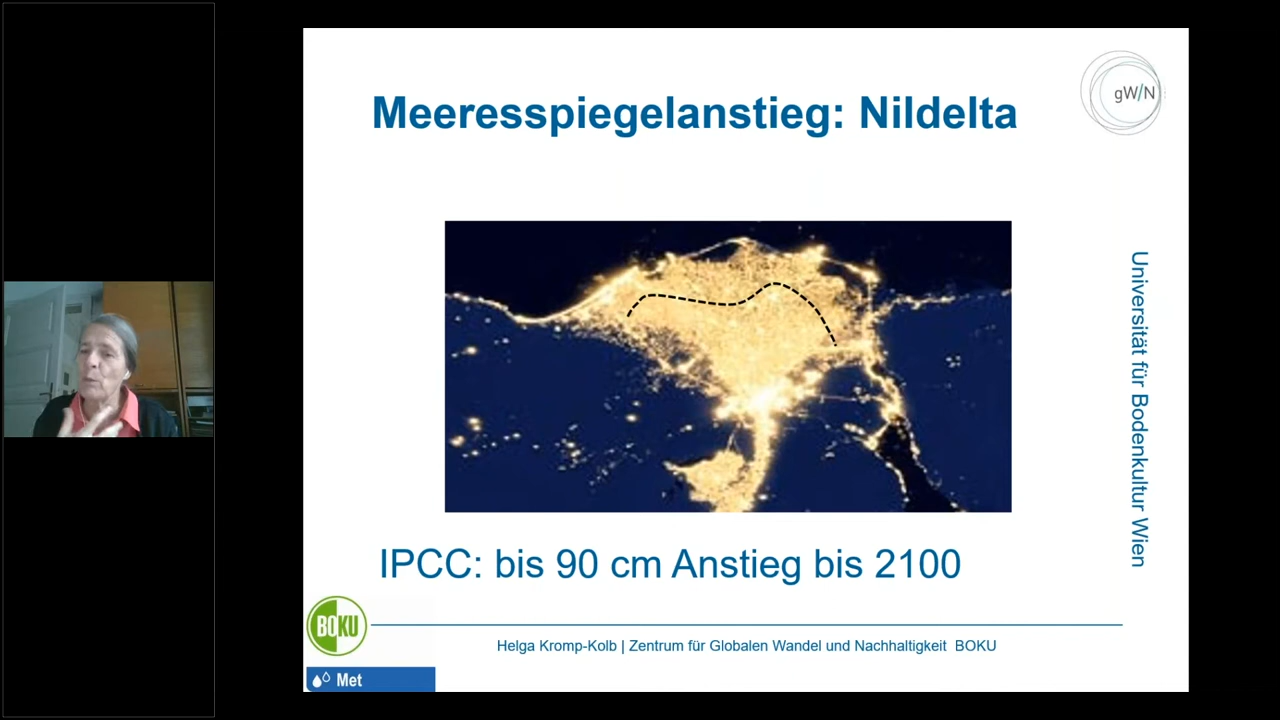 Meeresspiegelanstieg: Nildelta
gW/N
Universität für Bodenkultur Wien
IPCC: bis 90 cm Anstieg bis 2100
BOKU
Helga Kromp-Kolb | Zentrum für Globalen Wandel und Nachhaltigkeit BOKU
Met